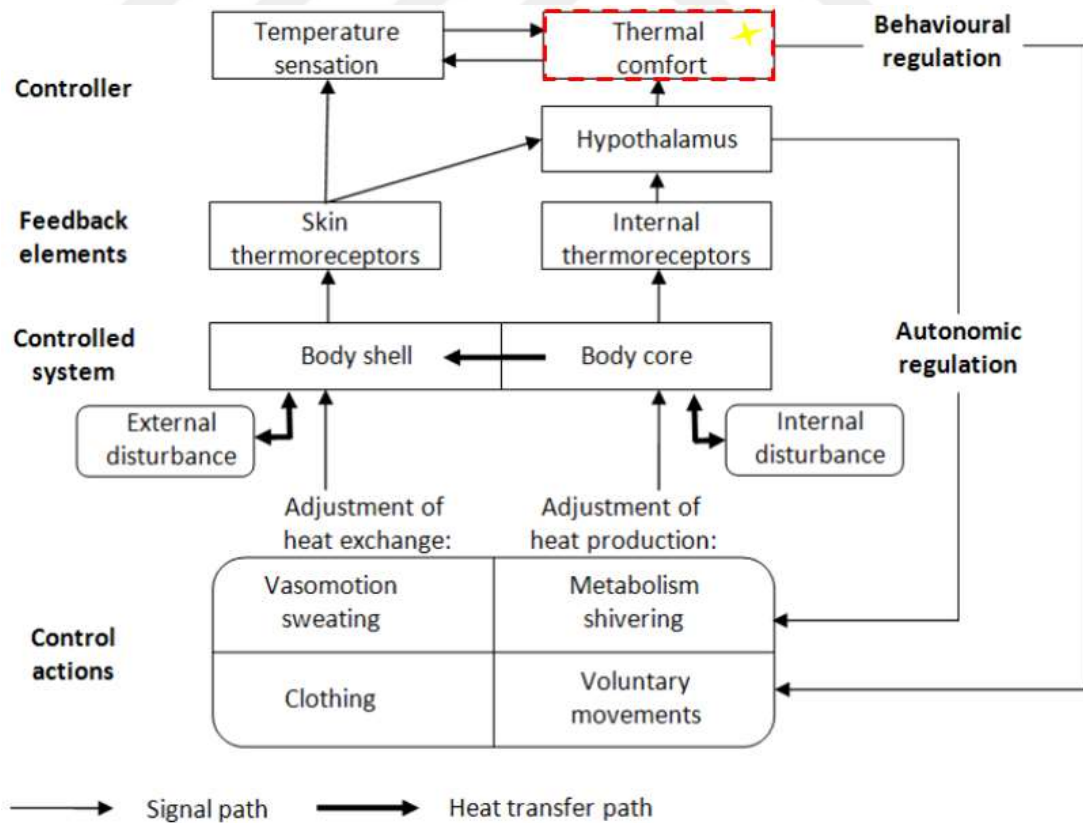 Temperature
sensation
Thermal
comfort
Behavioural
regulation
Controller
Hypothalamus
Feedback
elements
Skin
thermoreceptors
Internal
thermoreceptors
Controlled
system
Body shell
Body core
Autonomic
regulation
External
disturbance
Internal
disturbance
Adjustment of
heat exchange:
Adjustment of
heat production:
Vasomotion
sweating
Metabolism
shivering
Control
actions
Clothing
Voluntary
movements
Signal path
Heat transfer path